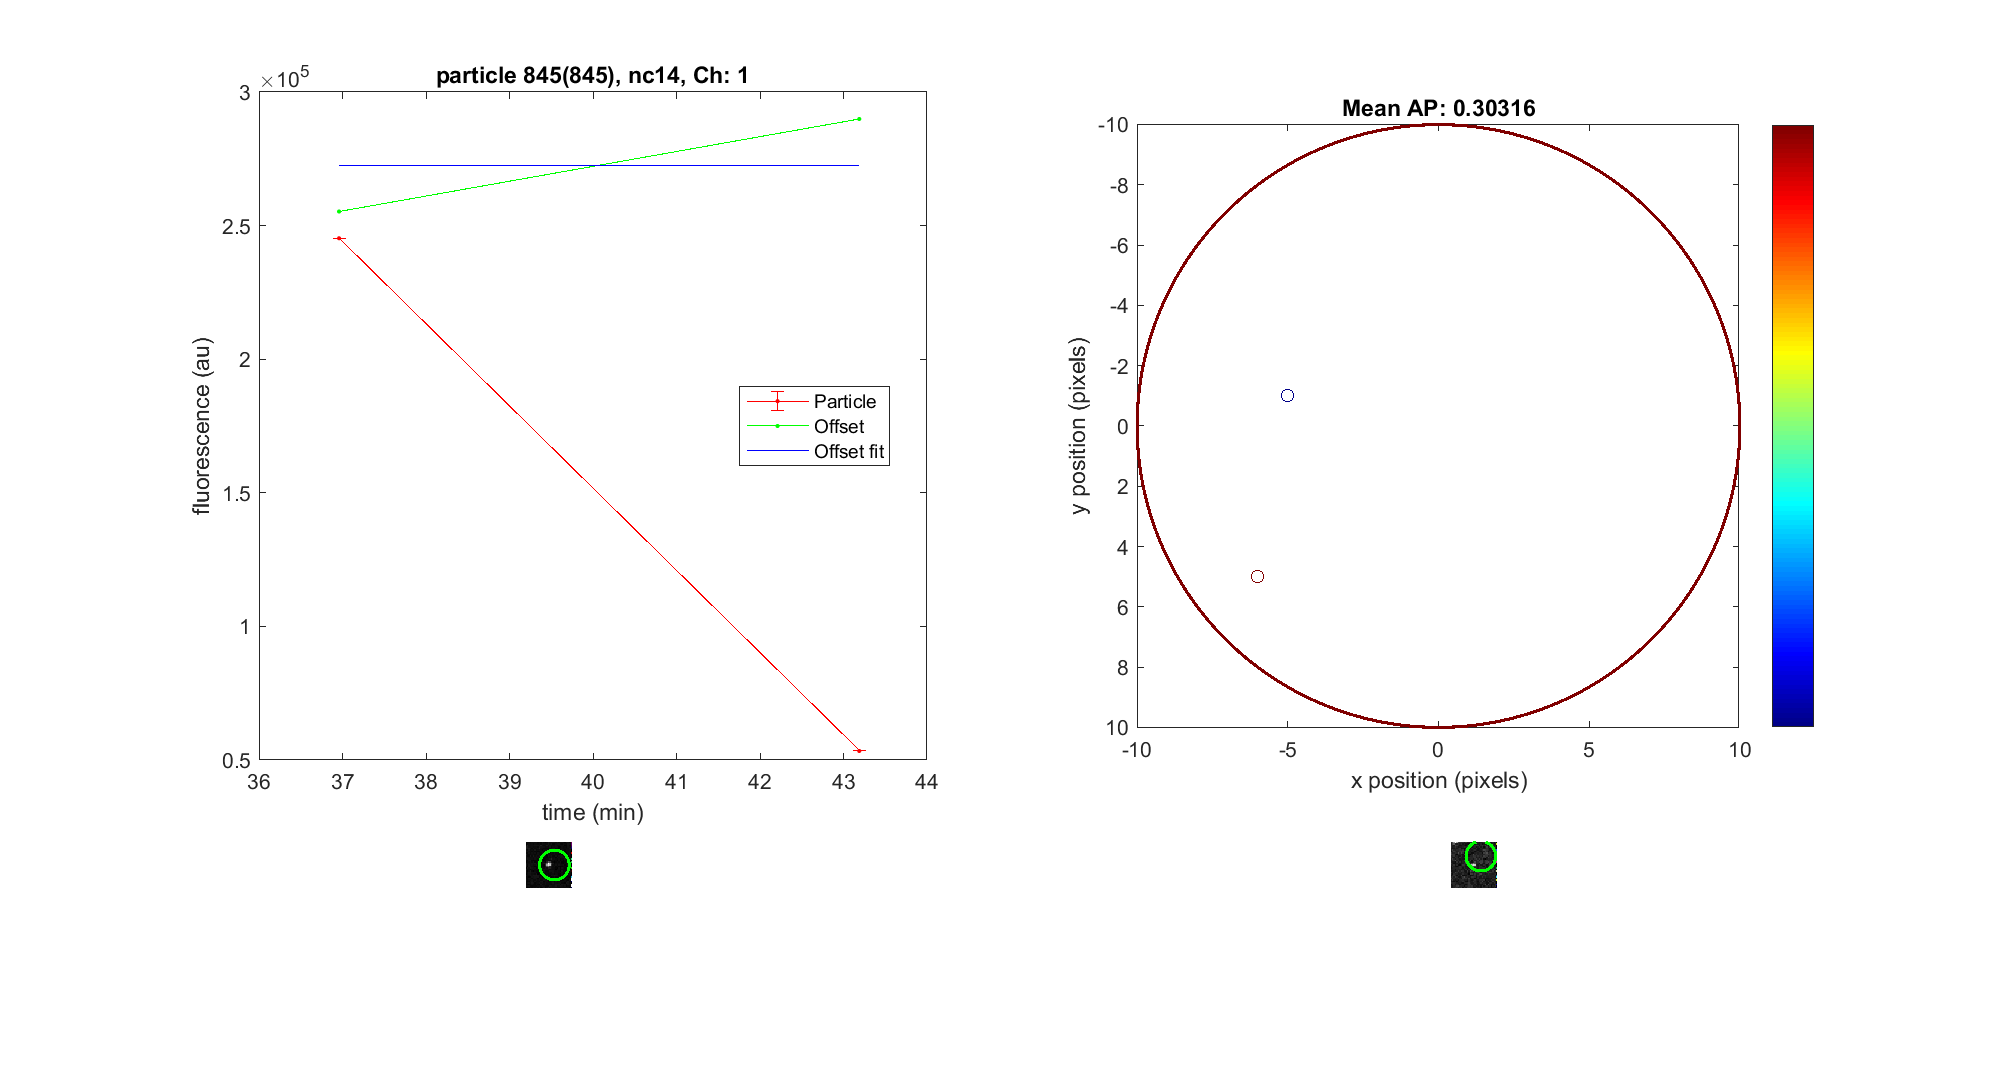 particle 845(845), nc14, Ch: 1
×10^5
3
2.5
2
1.5
1
0.5
36 37 38 39 40 41 42 43 44
time (min)
fluorescence (au)
Particle
Offset
Offset fit
Mean AP: 0.30316
-10
-8
-6
-4
-2
0
2
4
6
8
10
-10 -5 0 5 10
x position (pixels)
y position (pixels)